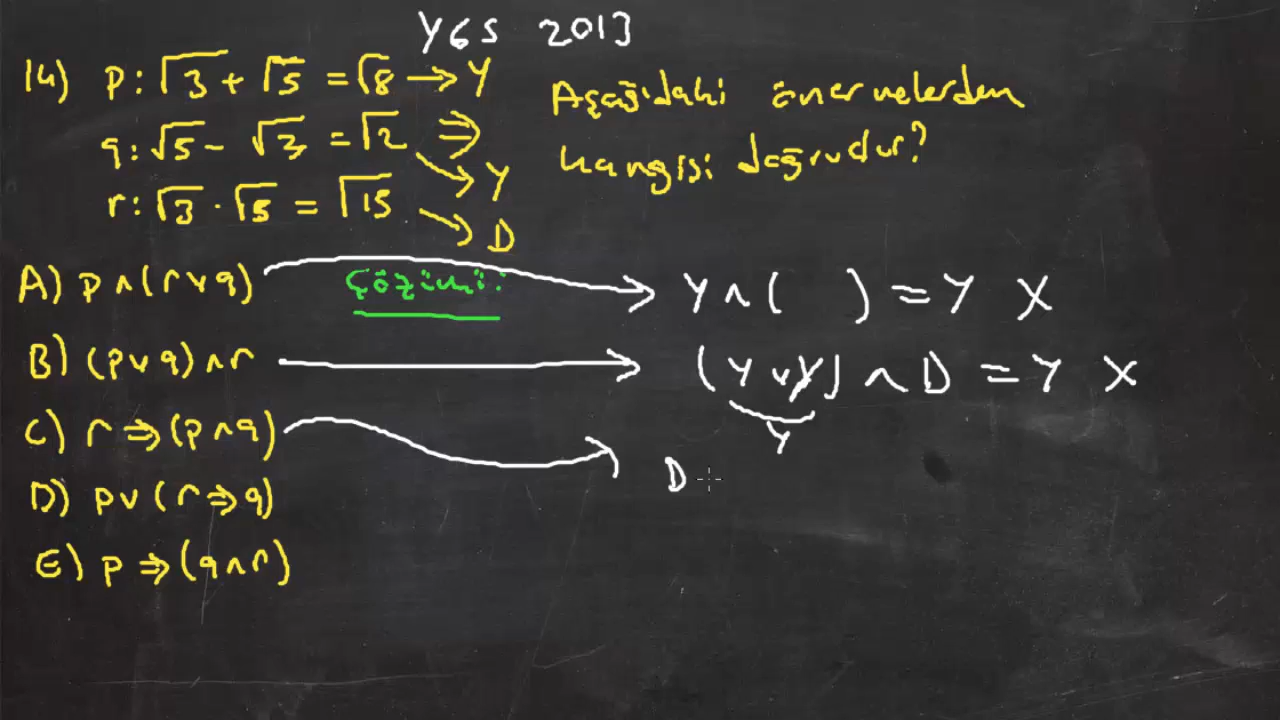 YGS 2013
14) p: √3 + √5 = √8 → Y
q: √5 - √3 = √2 ⇒ Y
r: √3 · √5 = √15 → D
Aşağıdaki önermelerden
hangisi doğrudur?
Çözüm:
A) p ∧ (r ∨ q) → Y ∧ ( ) = Y X
B) (p ∨ q) ∧ r → (Y ∨ Y) ∧ D = Y X
Y
C) r ⇒ (p ∧ q) → D
D) p ∨ (r ⇒ q)
E) p ⇒ (q ∧ r)